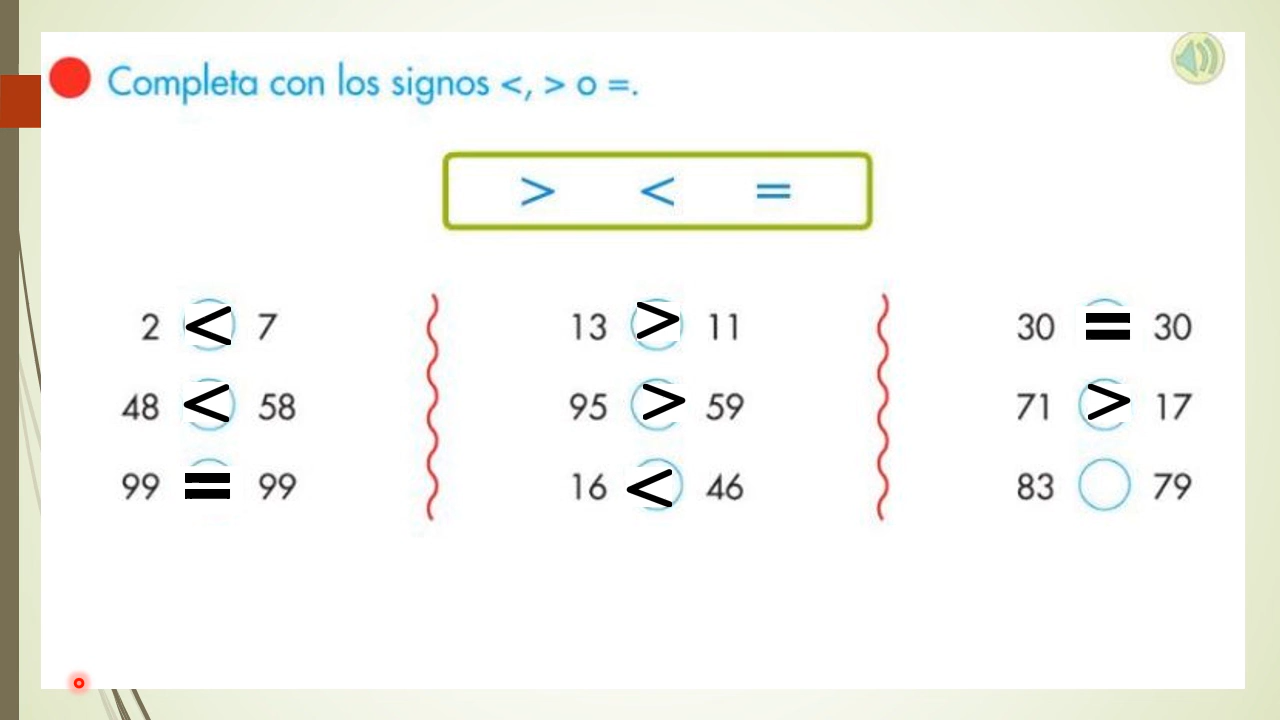 Completa con los signos <, > o =.
> < =
2 < 7 13 > 11 30 = 30
48 < 58 95 > 59 71 > 17
99 = 99 16 < 46 83 79